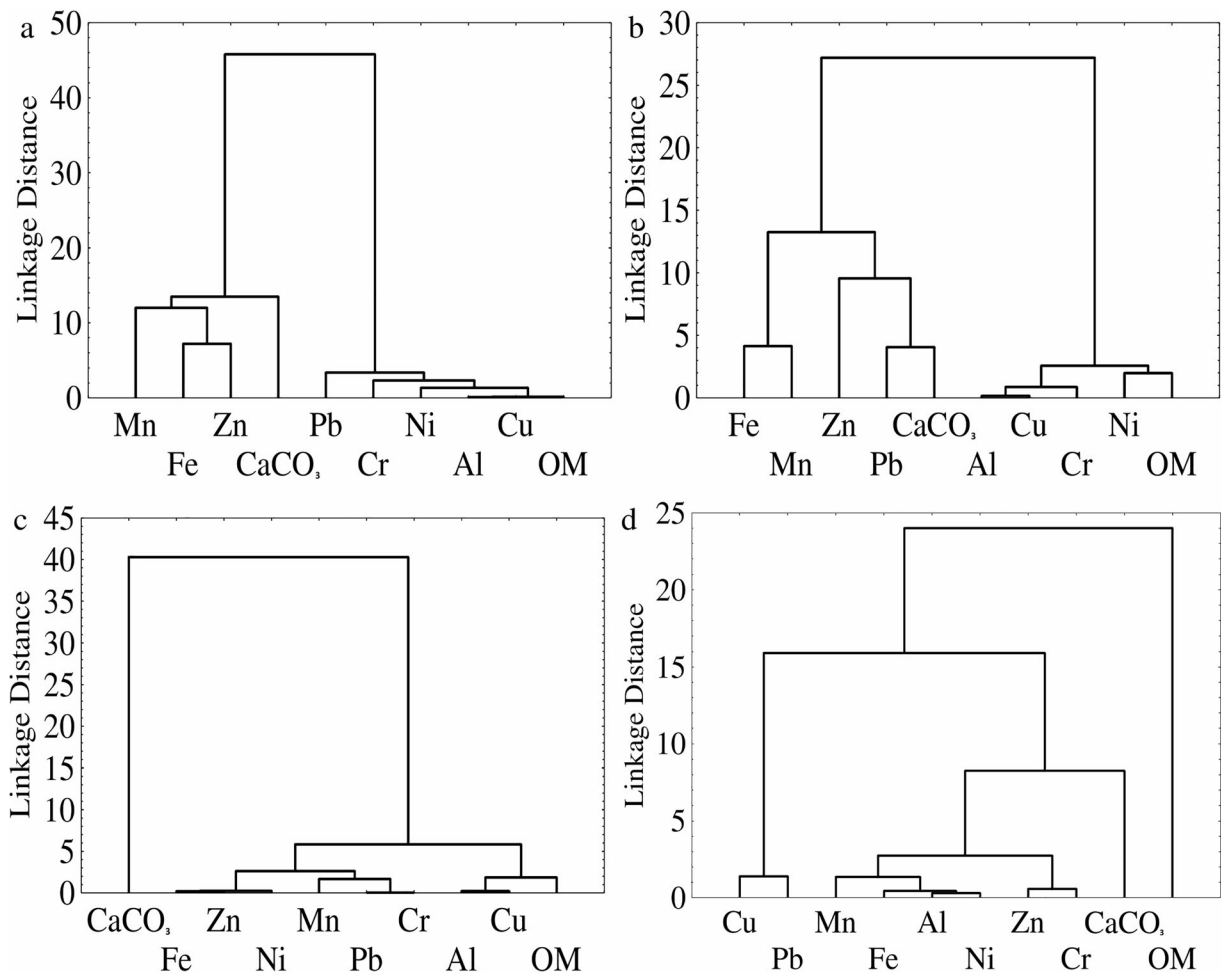 a
50
40
30
20
10
0
Linkage Distance
Mn Zn Pb Ni Cu
Fe CaCO₃ Cr Al OM
b
30
25
20
15
10
5
0
Linkage Distance
Fe Zn CaCO₃ Cu Ni
Mn Pb Al Cr OM
c
45
40
35
30
25
20
15
10
5
0
Linkage Distance
CaCO₃ Zn Mn Cr Cu
Fe Ni Pb Al OM
d
25
20
15
10
5
0
Linkage Distance
Cu Mn Al Zn CaCO₃
Pb Fe Ni Cr OM